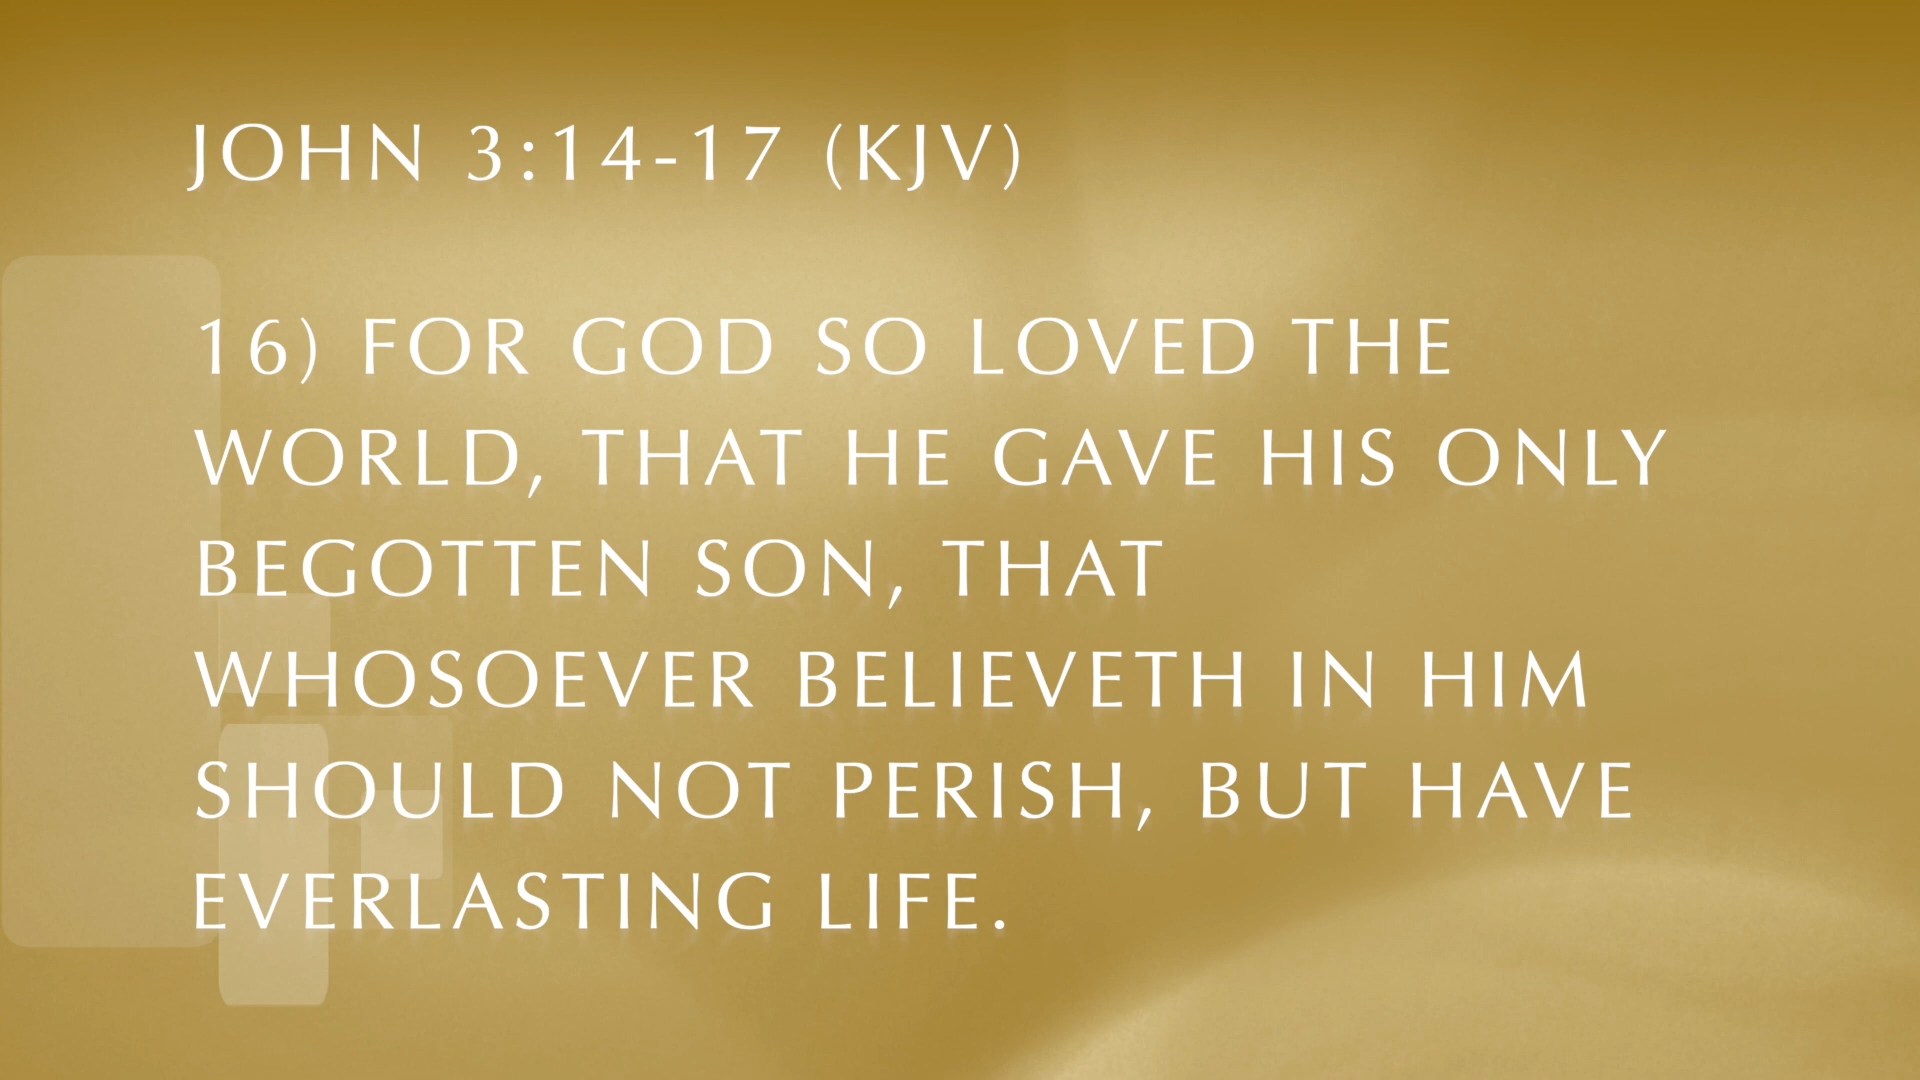 JOHN 3:14-17 (KJV)
16) FOR GOD SO LOVED THE
WORLD, THAT HE GAVE HIS ONLY
BEGOTTEN SON, THAT
WHOSOEVER BELIEVETH IN HIM
SHOULD NOT PERISH, BUT HAVE
EVERLASTING LIFE.